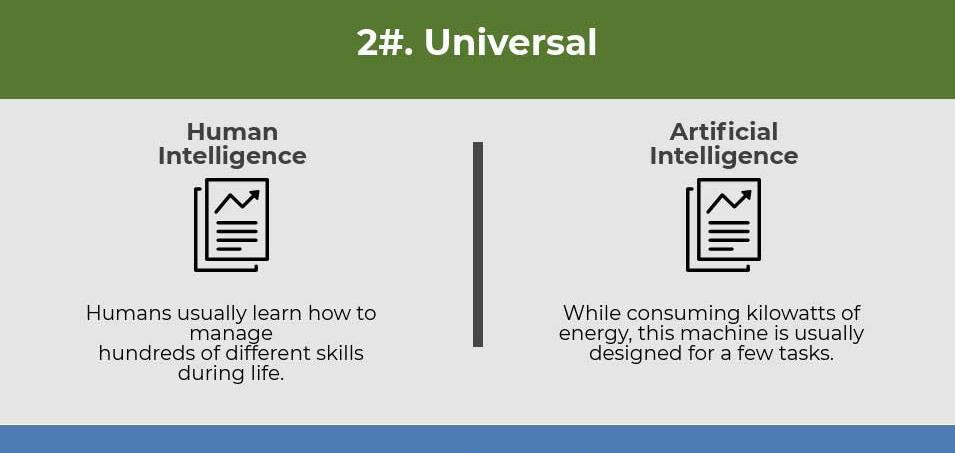 2#. Universal
Human
Intelligence
Humans usually learn how to
manage
hundreds of different skills
during life.
Artificial
Intelligence
While consuming kilowatts of
energy, this machine is usually
designed for a few tasks.